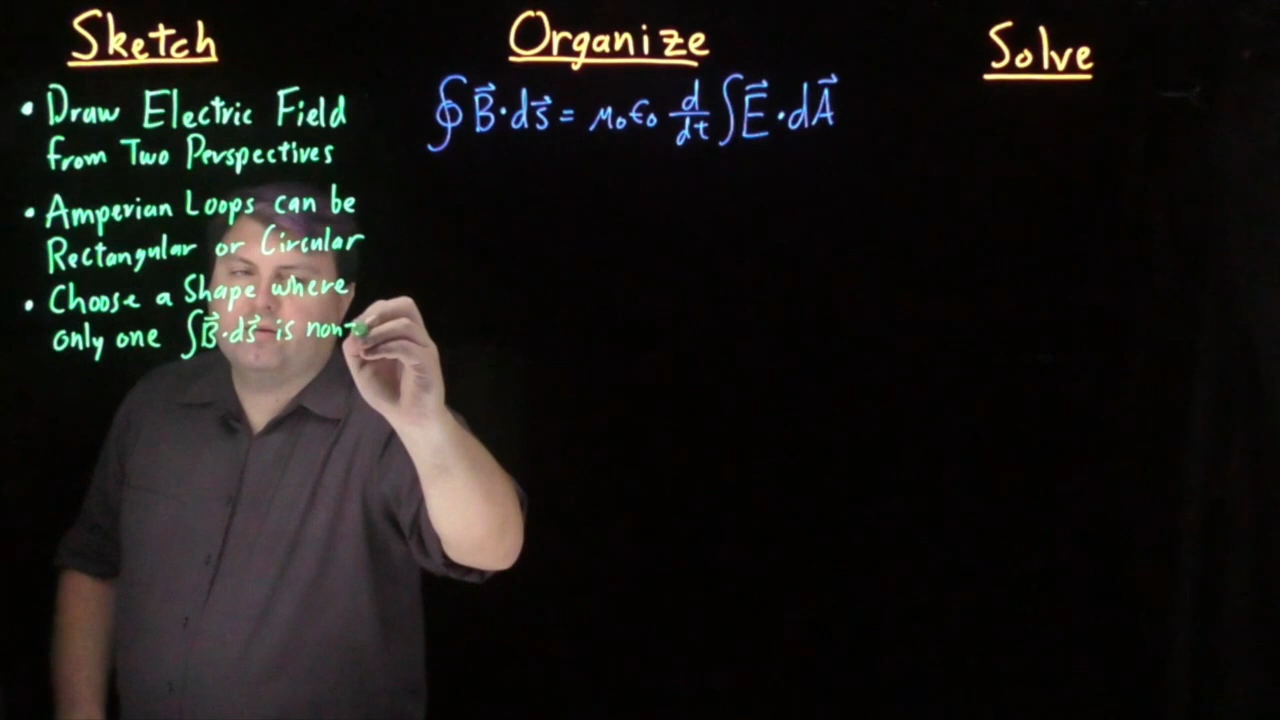 Sketch
• Draw Electric Field
from Two Perspectives
• Amperian Loops can be
Rectangular or Circular
• Choose a Shape where
only one ∫B⃗·ds⃗ is non-
Organize
∮B⃗·ds⃗ = μ₀ϵ₀ d/dt ∫E⃗·dA⃗
Solve